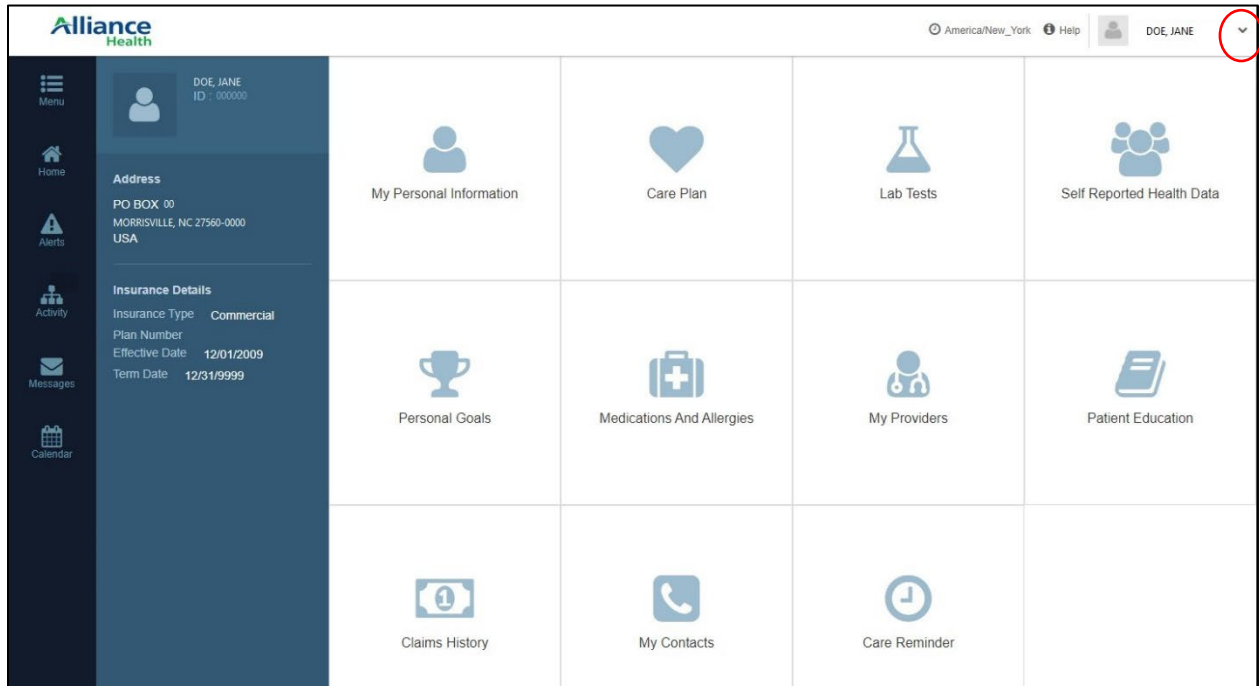 Alliance
Health
America/New_York Help DOE, JANE
Menu
Home
Alerts
Activity
Messages
Calendar
DOE, JANE
ID : 000000
Address
PO BOX 00
MORRISVILLE, NC 27560-0000
USA
Insurance Details
Insurance Type Commercial
Plan Number
Effective Date 12/01/2009
Term Date 12/31/9999
My Personal Information
Care Plan
Lab Tests
Self Reported Health Data
Personal Goals
Medications And Allergies
My Providers
Patient Education
1
Claims History
My Contacts
Care Reminder